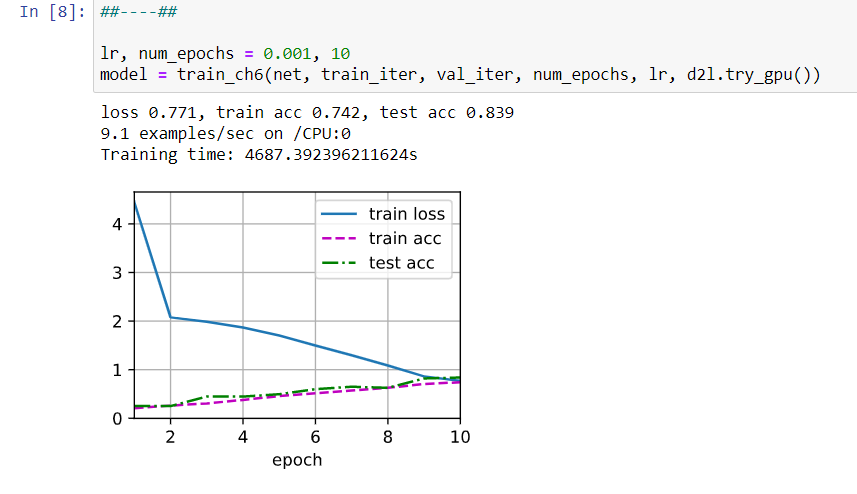 In [8]: ##----##
lr, num_epochs = 0.001, 10
model = train_ch6(net, train_iter, val_iter, num_epochs, lr, d2l.try_gpu())
loss 0.771, train acc 0.742, test acc 0.839
9.1 examples/sec on /CPU:0
Training time: 4687.392396211624s
train loss
train acc
test acc
4
3
2
1
0
2 4 6 8 10
epoch